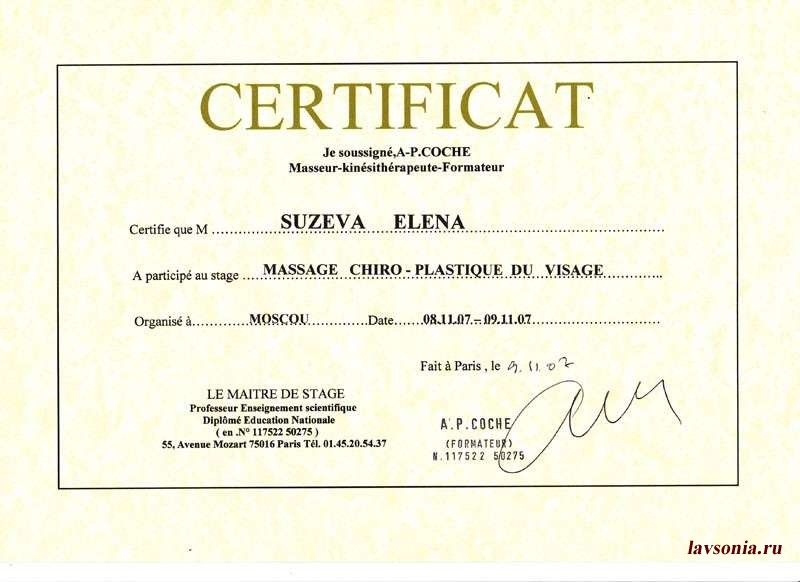 CERTIFICAT
Je soussigné,A-P.COCHE
Masseur-kinésithérapeute-Formateur
Certifie que M ........ SUZEVA ELENA ........
A participé au stage ........ MASSAGE CHIRO - PLASTIQUE DU VISAGE ........
Organisé à ........ MOSCOU ........ Date ........ 08.11.07 – 09.11.07 ........
Fait à Paris , le 9.11.07
LE MAITRE DE STAGE
Professeur Enseignement scientifique
Diplômé Education Nationale
( en .N° 117522 50275 )
55, Avenue Mozart 75016 Paris Tél. 01.45.20.54.37
A.P.COCHE
(FORMATEUR)
N.117522 50275
lavsonia.ru